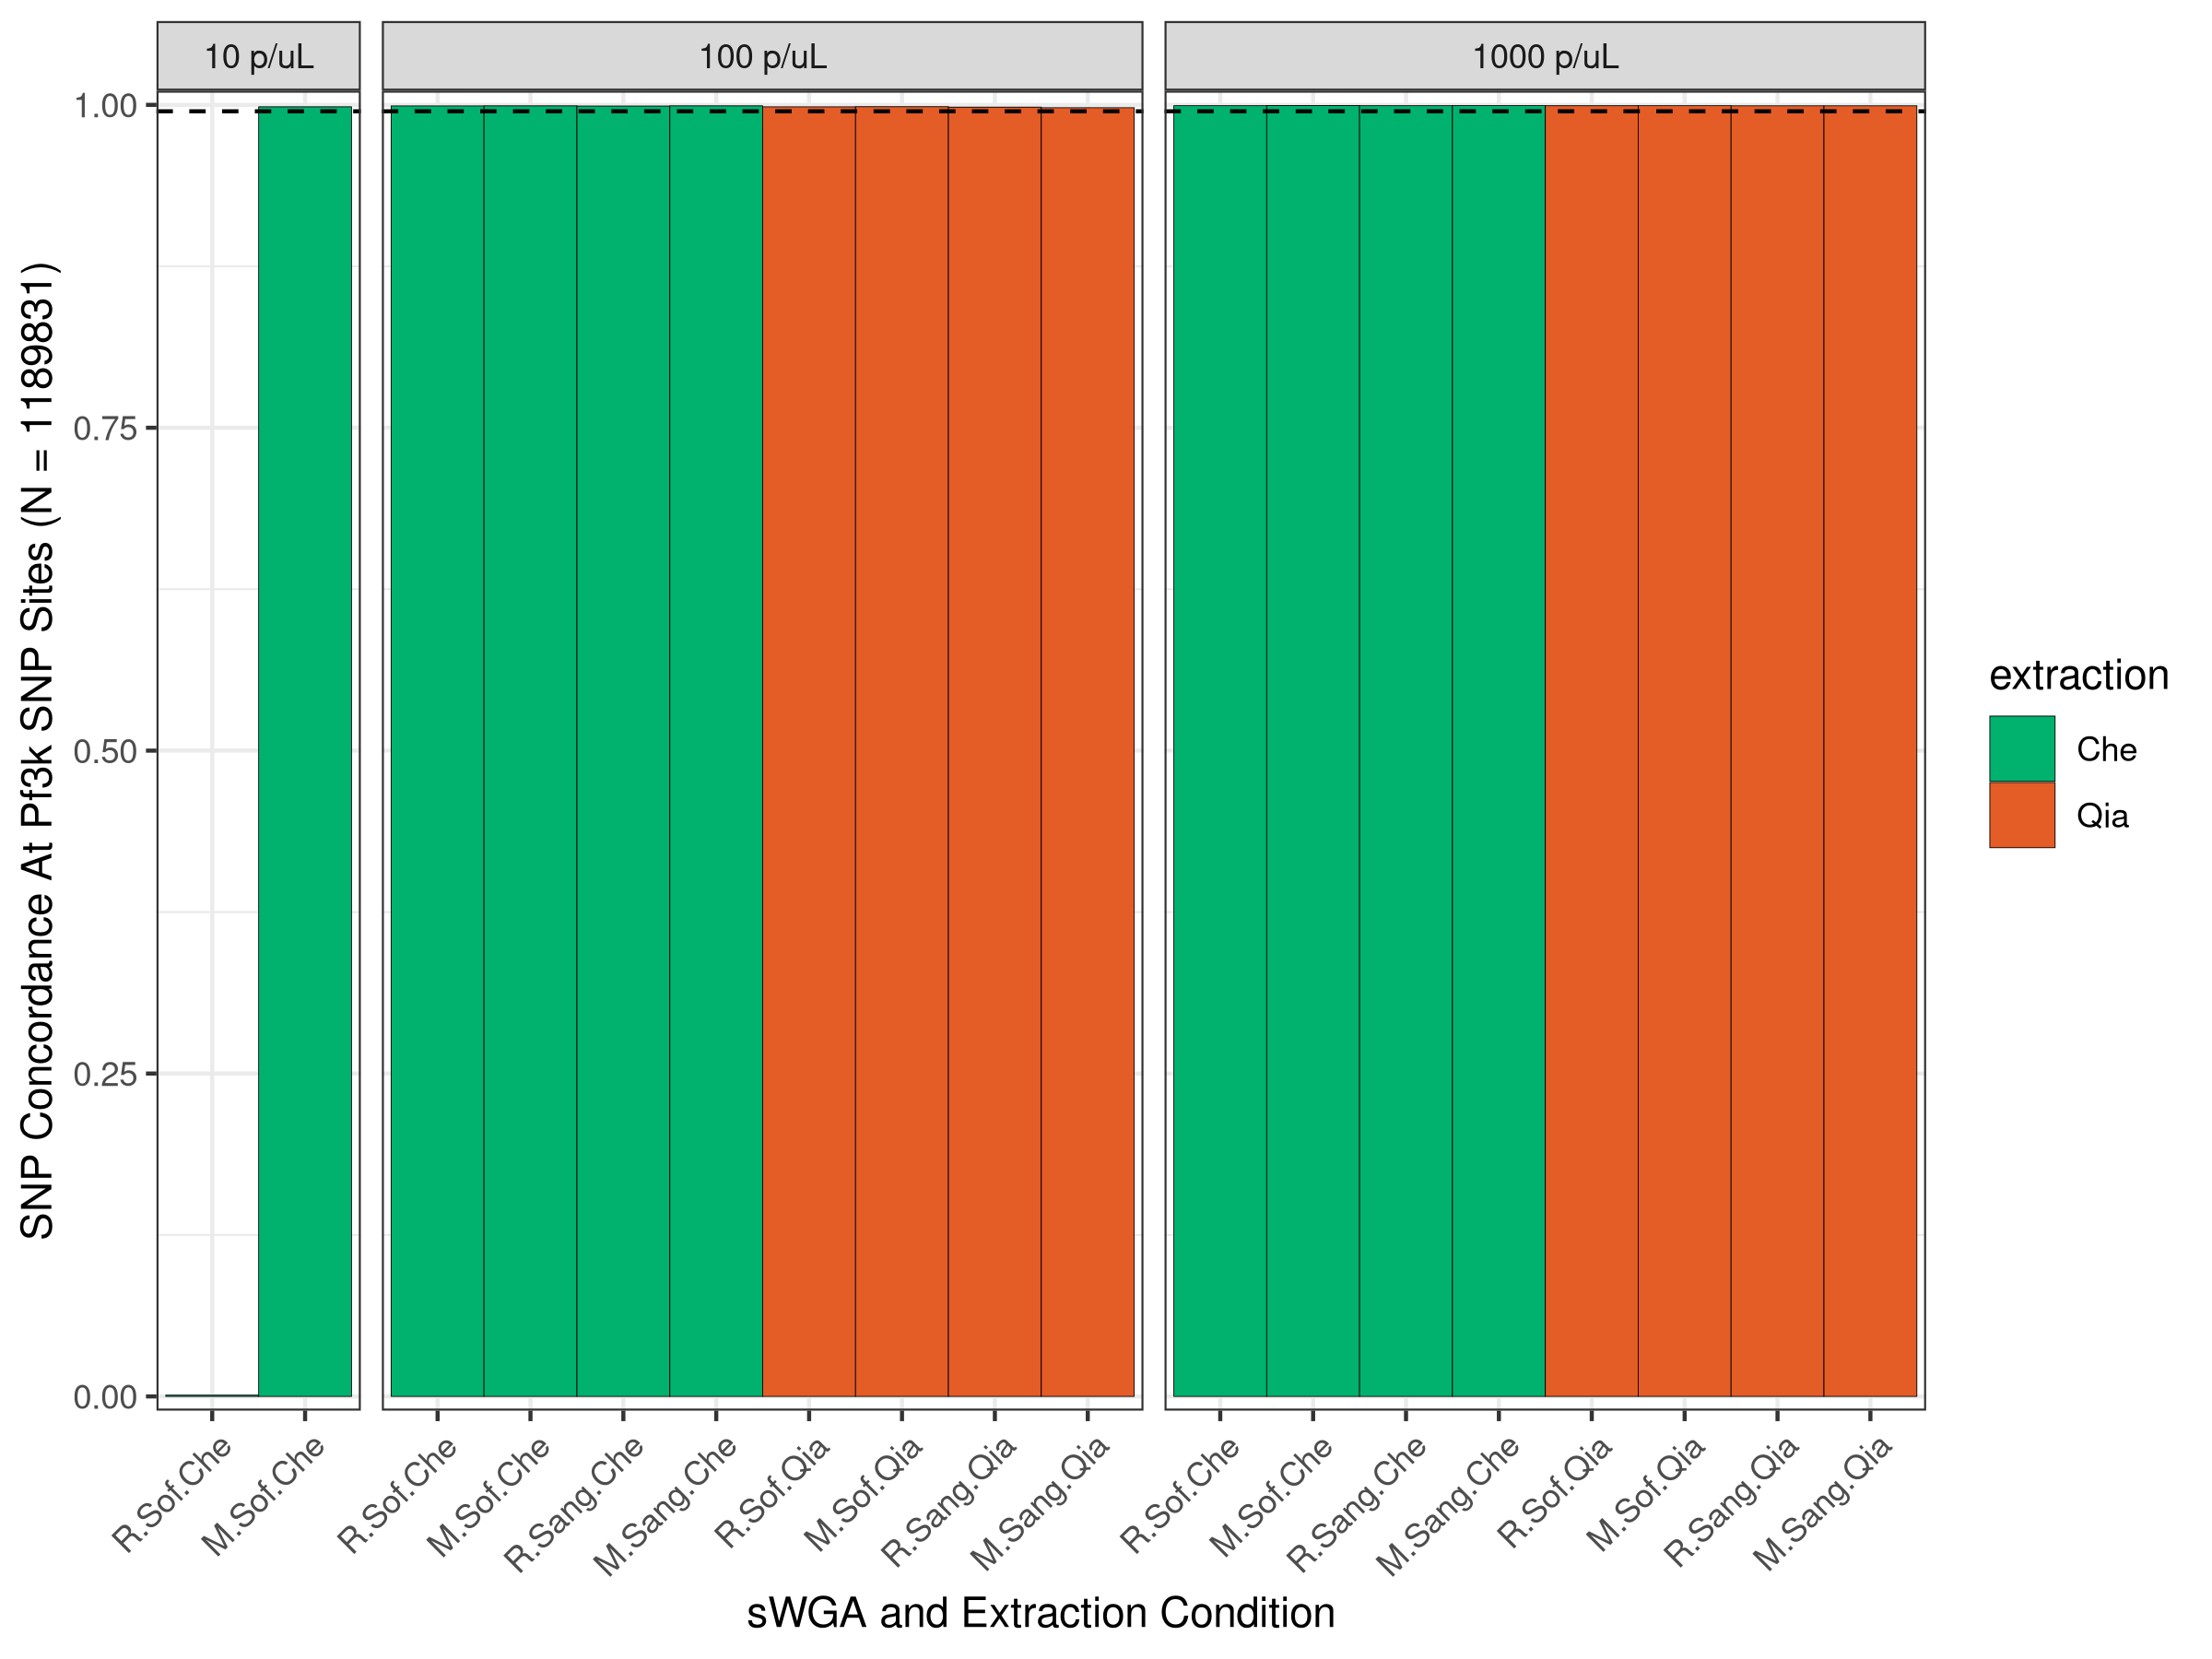 10 p/uL
100 p/uL
1000 p/uL
SNP Concordance At Pf3k SNP Sites (N = 1189831)
1.00
0.75
0.50
0.25
0.00
R.Sof.Che
M.Sof.Che
R.Sof.Che
M.Sof.Che
R.Sang.Che
M.Sang.Che
R.Sof.Qia
M.Sof.Qia
R.Sang.Qia
M.Sang.Qia
R.Sof.Che
M.Sof.Che
R.Sang.Che
M.Sang.Che
R.Sof.Qia
M.Sof.Qia
R.Sang.Qia
M.Sang.Qia
sWGA and Extraction Condition
extraction
Che
Qia